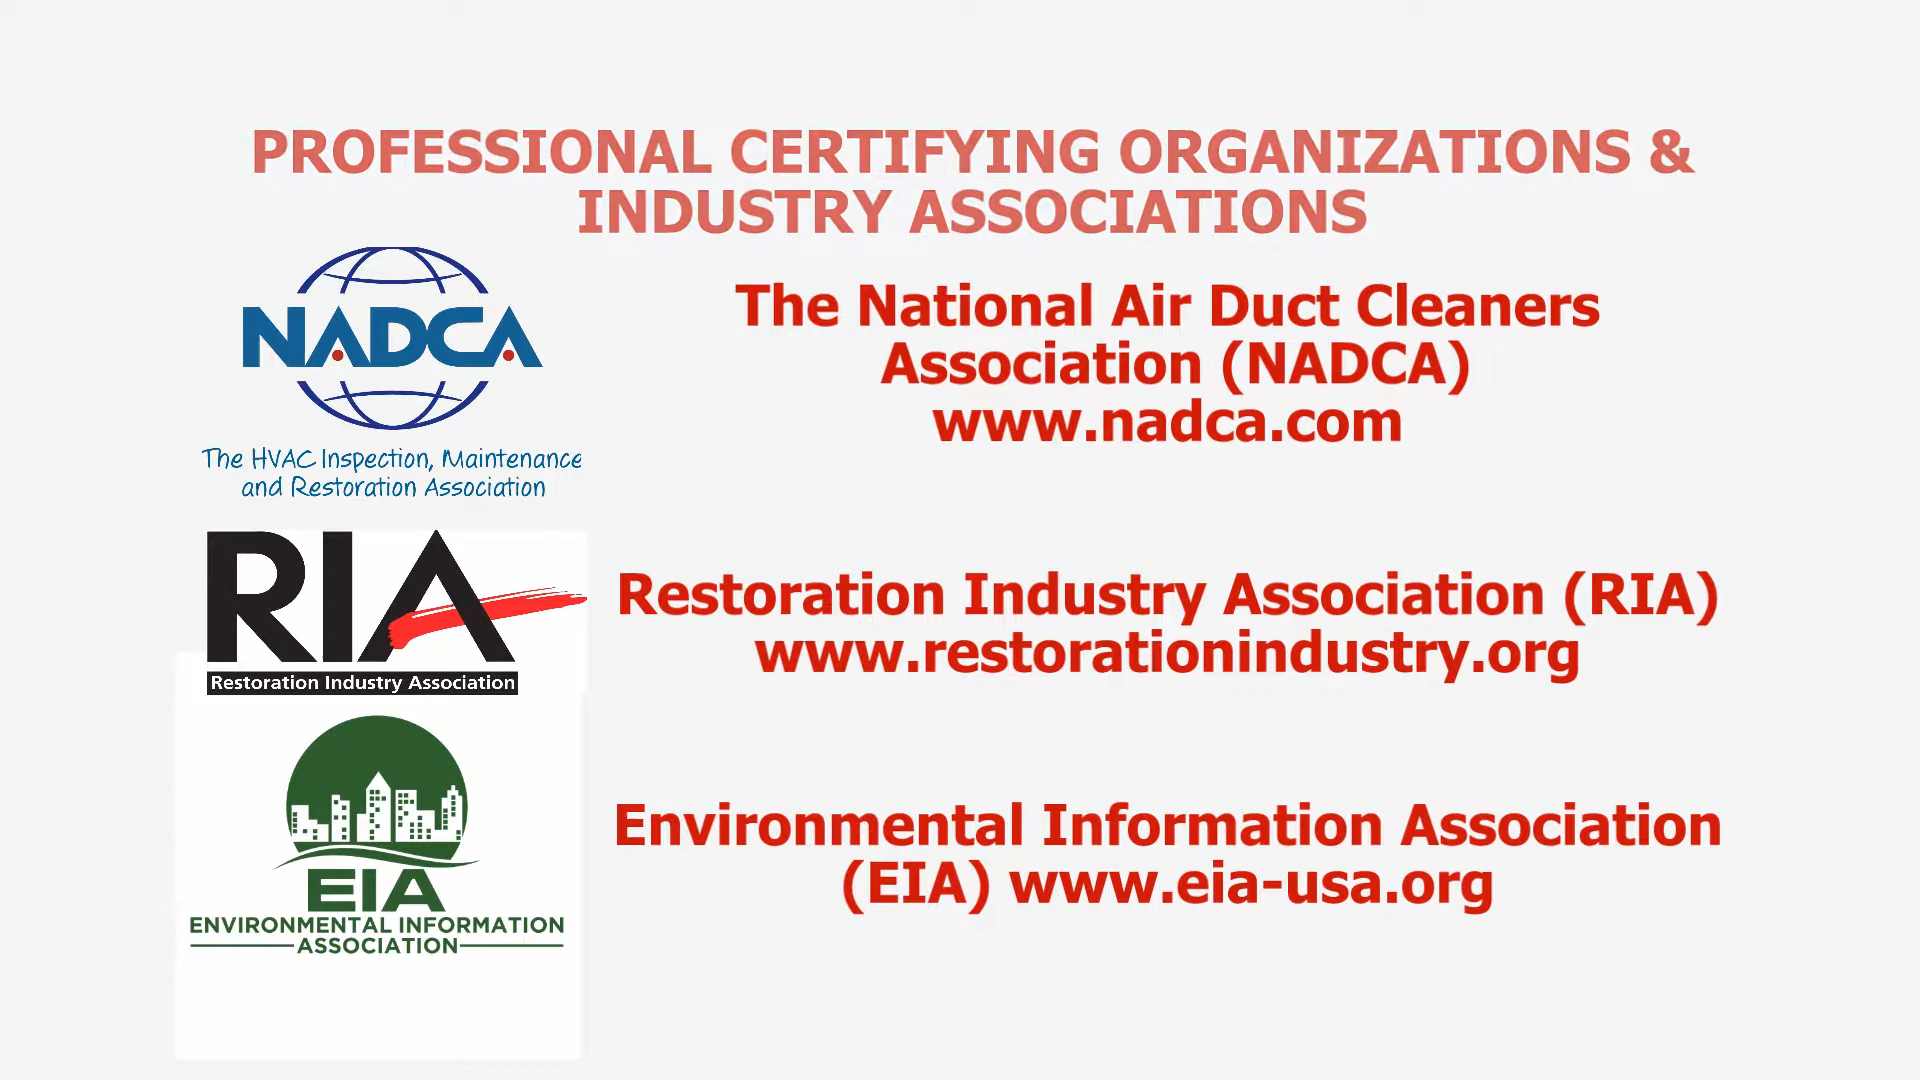 PROFESSIONAL CERTIFYING ORGANIZATIONS &
INDUSTRY ASSOCIATIONS
NADCA
The HVAC Inspection, Maintenance
and Restoration Association
The National Air Duct Cleaners
Association (NADCA)
www.nadca.com
RIA
Restoration Industry Association
Restoration Industry Association (RIA)
www.restorationindustry.org
EIA
ENVIRONMENTAL INFORMATION
ASSOCIATION
Environmental Information Association
(EIA) www.eia-usa.org